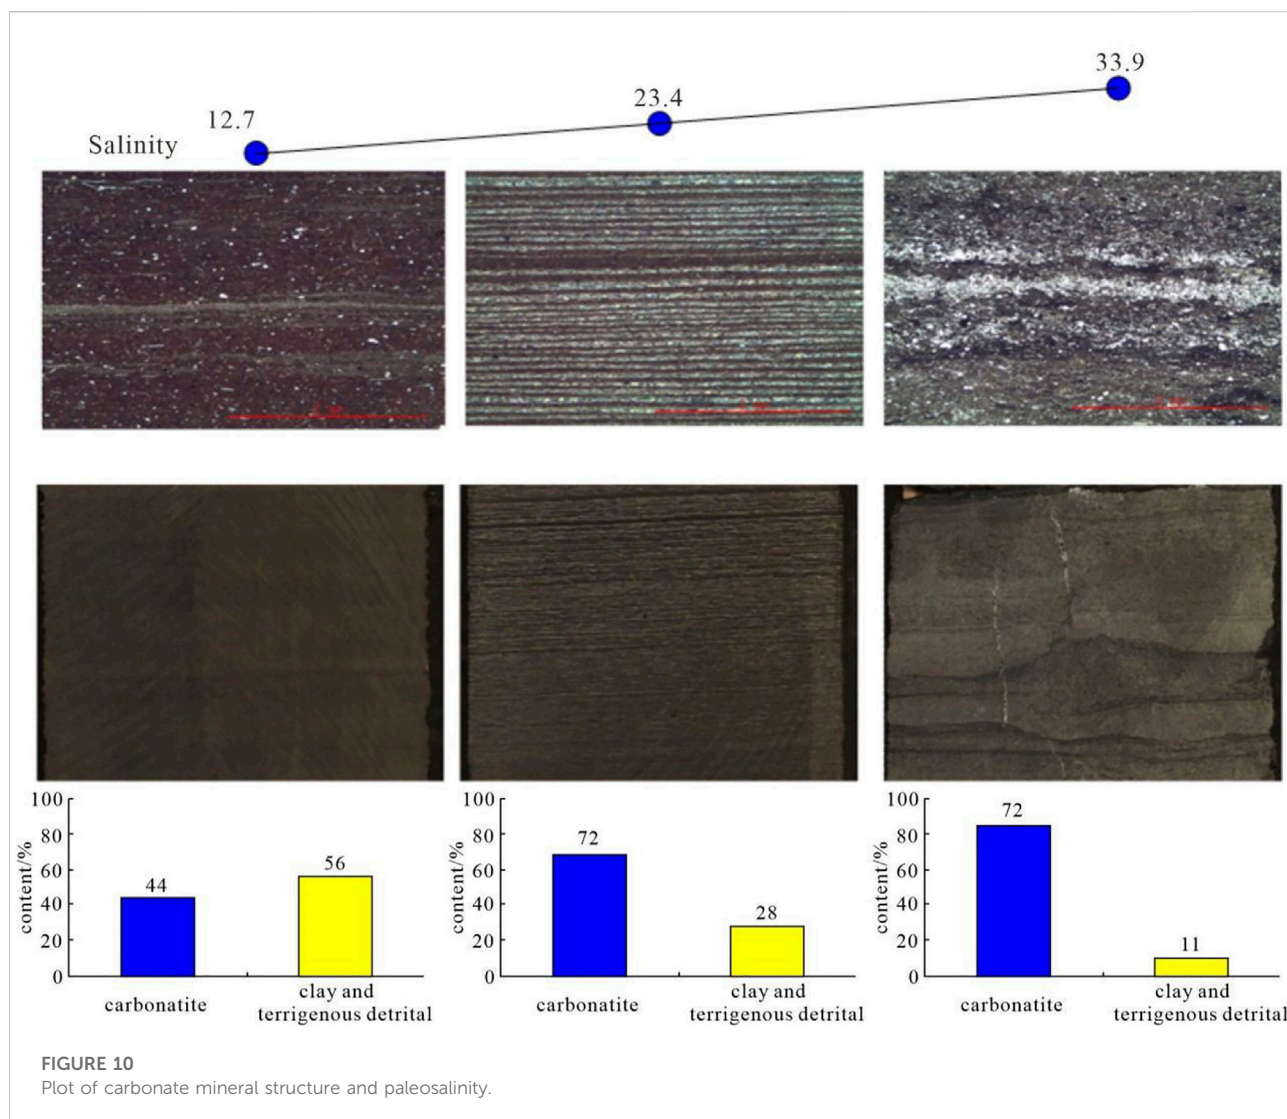 33.9
23.4
12.7
Salinity
100
80
60
40
20
0
content/%
44
56
carbonatite
clay and
terrigenous detrital
100
80
60
40
20
0
content/%
72
28
carbonatite
clay and
terrigenous detrital
100
80
60
40
20
0
content/%
72
11
carbonatite
clay and
terrigenous detrital
FIGURE 10
Plot of carbonate mineral structure and paleosalinity.